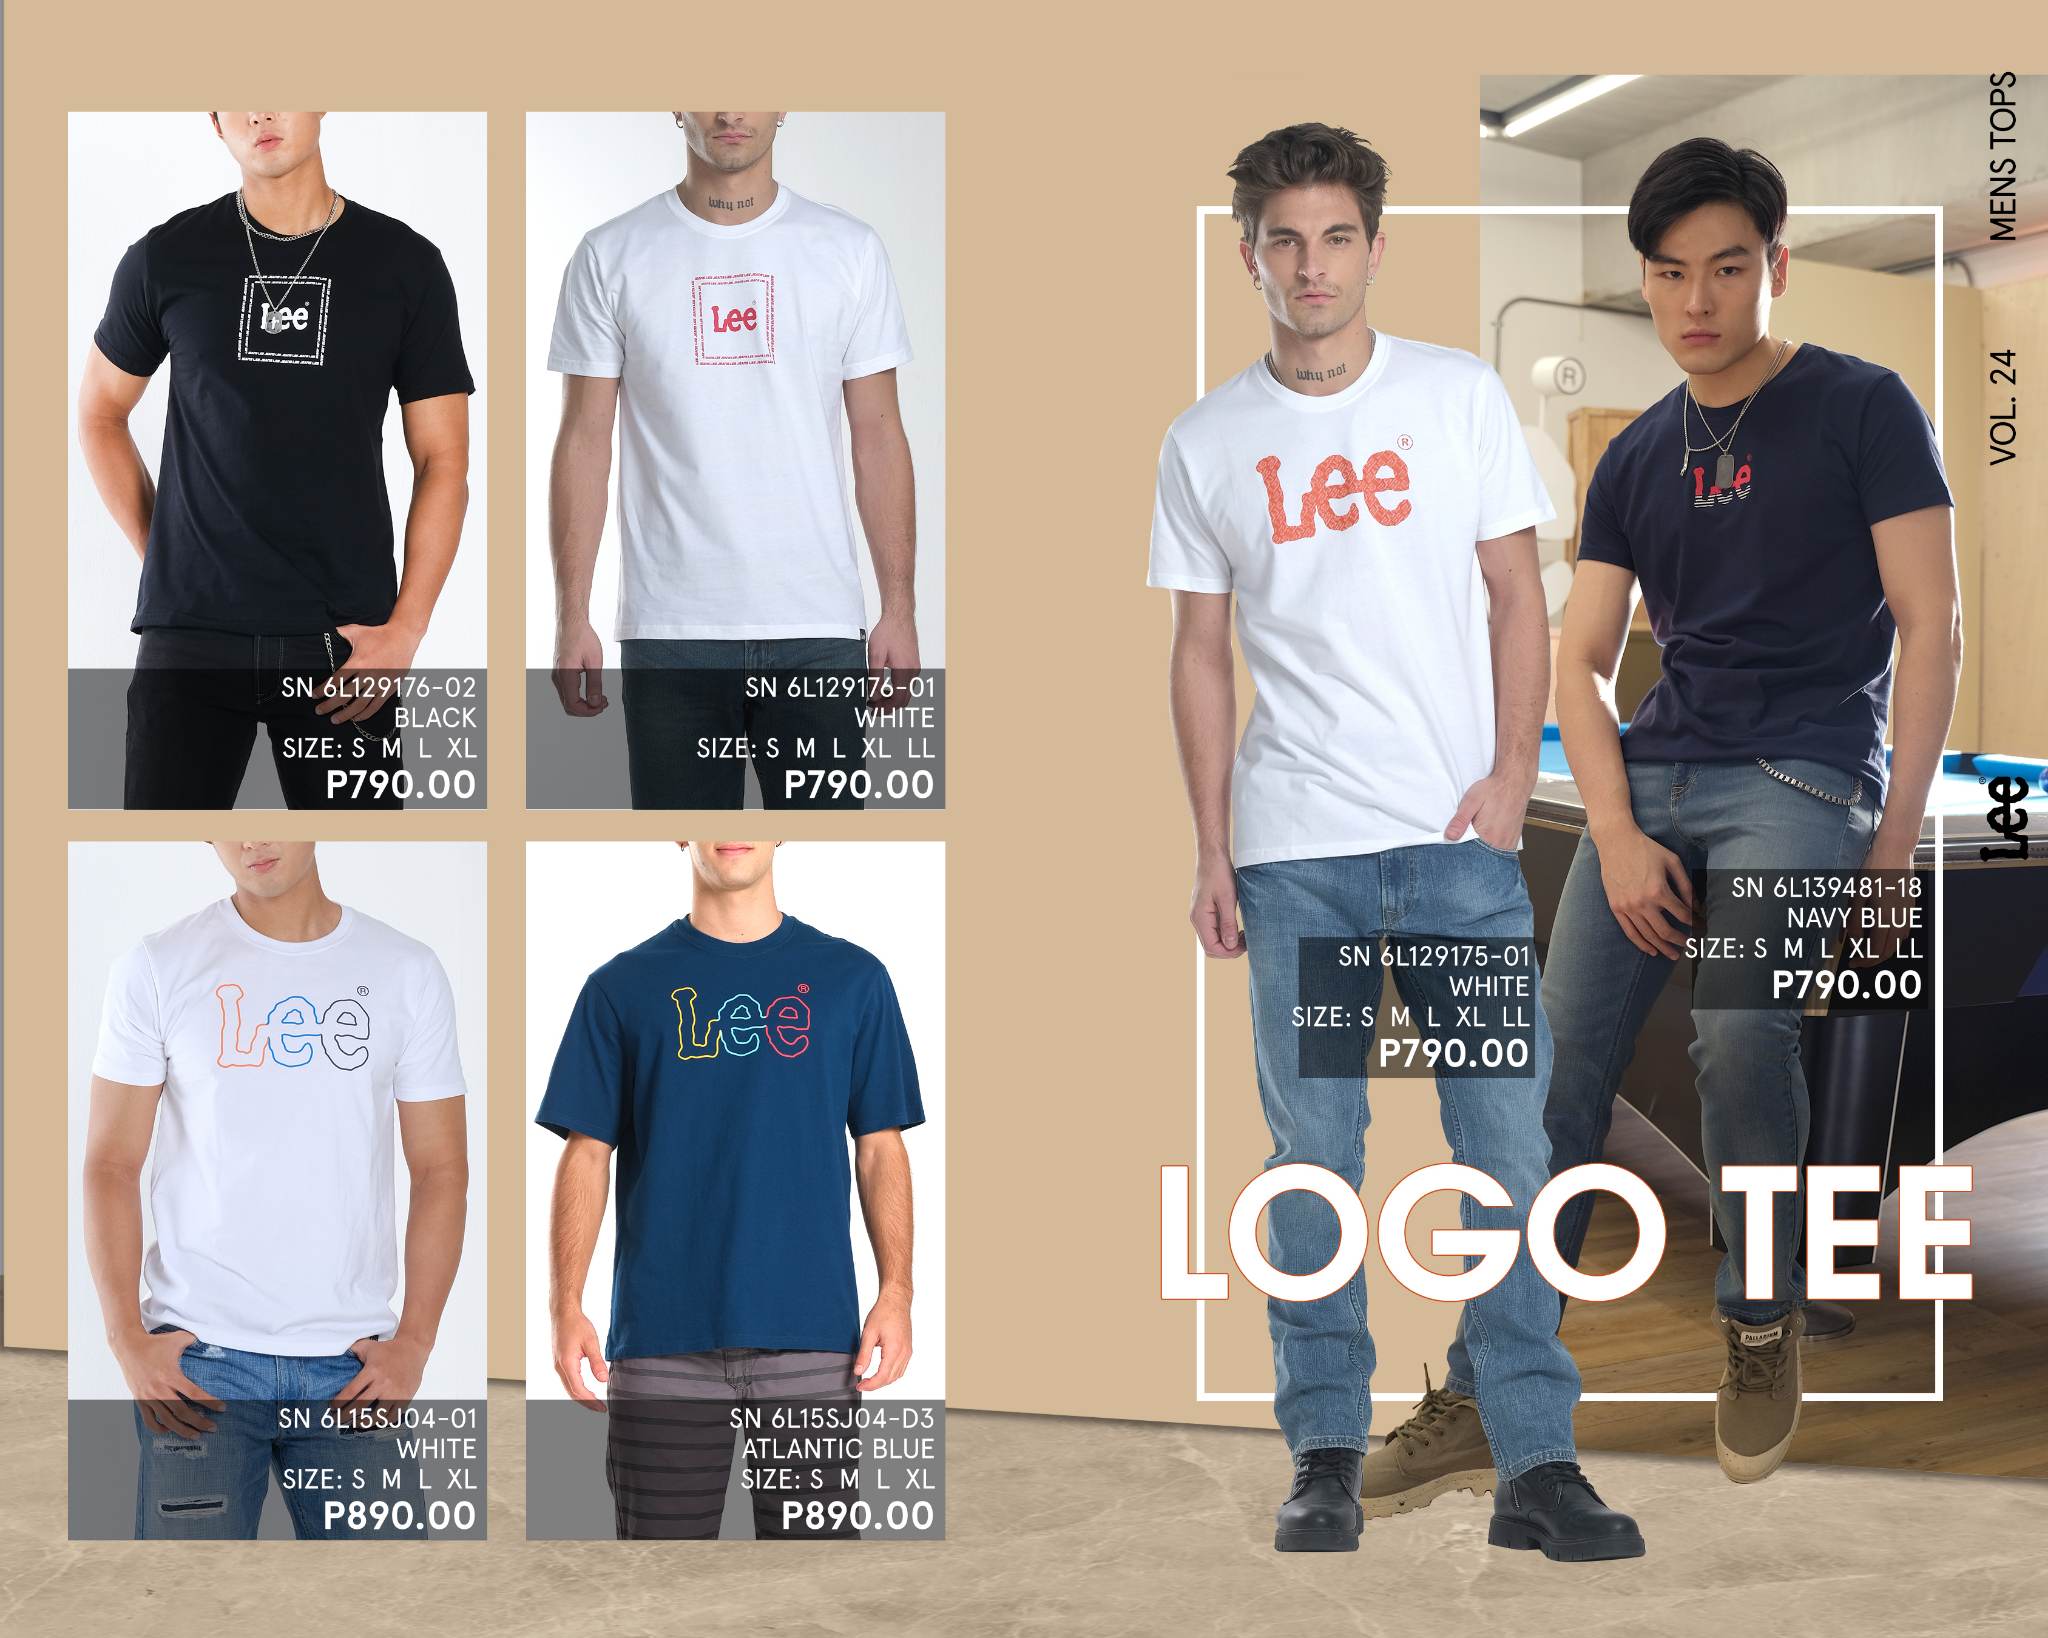 Lee
SN 6L129176-02
BLACK
SIZE: S M L XL
P790.00
why not
Lee ®
SN 6L129176-01
WHITE
SIZE: S M L XL LL
P790.00
Lee ®
SN 6L15SJ04-01
WHITE
SIZE: S M L XL
P890.00
Lee ®
SN 6L15SJ04-D3
ATLANTIC BLUE
SIZE: S M L XL
P890.00
why not
Lee ®
SN 6L129175-01
WHITE
SIZE: S M L XL LL
P790.00
®
Lee
SN 6L139481-18
NAVY BLUE
SIZE: S M L XL LL
P790.00
LOGO TEE
PALLADIUM
MENS TOPS
VOL. 24
Lee ®